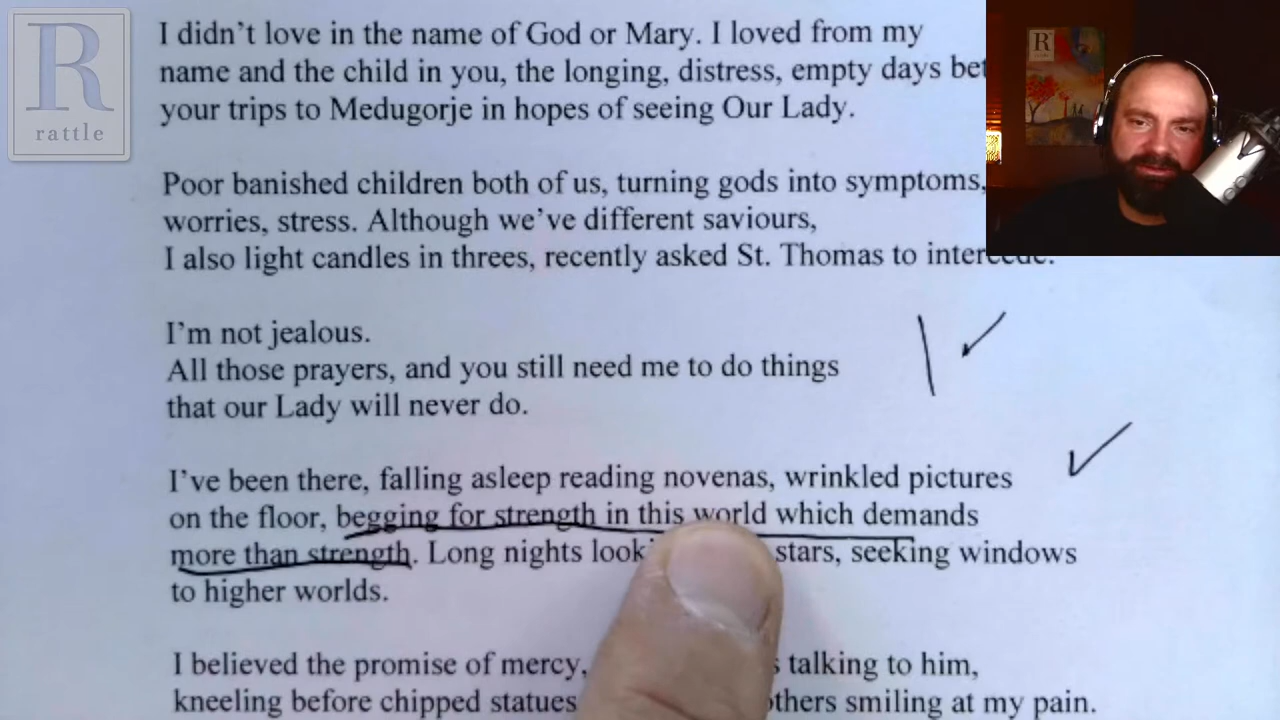 R
rattle
R
I didn't love in the name of God or Mary. I loved from my
name and the child in you, the longing, distress, empty days
your trips to Medugorje in hopes of seeing Our Lady.
Poor banished children both of us, turning gods into symptoms,
worries, stress. Although we've different saviours,
I also light candles in threes, recently asked St. Thomas to intercede.
I'm not jealous.
All those prayers, and you still need me to do things
that our Lady will never do.
I've been there, falling asleep reading novenas, wrinkled pictures
on the floor, begging for strength in this world which demands
more than strength. Long nights stars, seeking windows
to higher worlds.
I believed the promise of mercy, talking to him,
kneeling before chipped statues smiling at my pain.